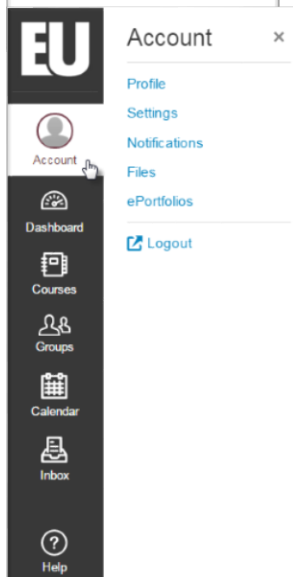 EU
Account
Dashboard
Courses
Groups
Calendar
Inbox
Help
Account ×
Profile
Settings
Notifications
Files
ePortfolios
Logout